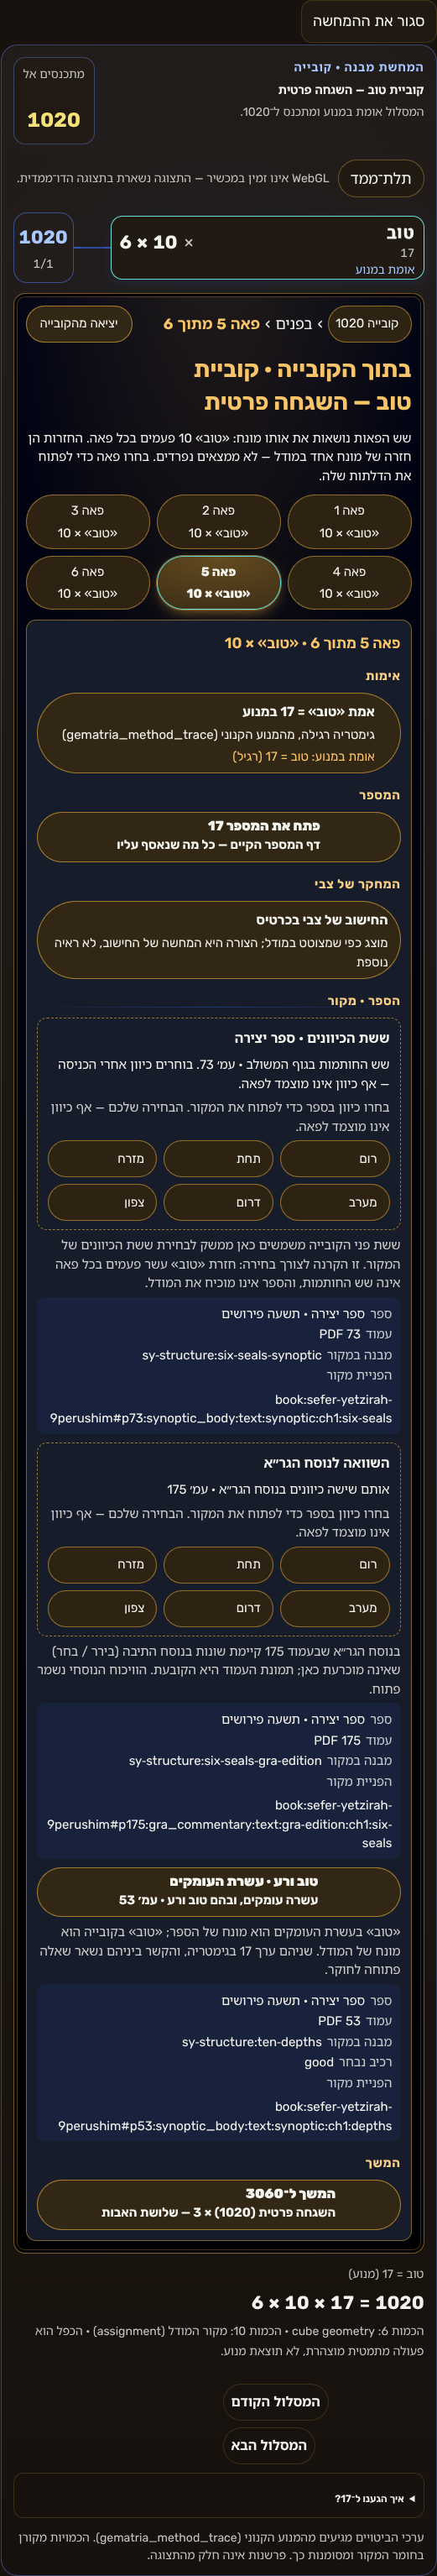 סגור את ההמחשה
המחשת מבנה • קובייה
קוביית טוב — השגחה פרטית
המסלול אומת במנוע ומתכנס ל־1020.
מתכנסים אל
1020
תלת־ממד
WebGL אינו זמין במכשיר — התצוגה נשארת בתצוגה הדו־ממדית.
טוב
17
אומת במנוע
× 10 × 6
1020
1/1
קובייה 1020
› בפנים › פאה 5 מתוך 6
יציאה מהקובייה
בתוך הקובייה • קוביית
טוב — השגחה פרטית
שש הפאות נושאות את אותו מונח: «טוב» 10 פעמים בכל פאה. החזרות הן
חזרה של מונח אחד במודל — לא ממצאים נפרדים. בחרו פאה כדי לפתוח
את הדלתות שלה.
פאה 1
«טוב» × 10
פאה 2
«טוב» × 10
פאה 3
«טוב» × 10
פאה 4
«טוב» × 10
פאה 5
«טוב» × 10
פאה 6
«טוב» × 10
פאה 5 מתוך 6 • «טוב» × 10
אימות
אמת «טוב» = 17 במנוע
גימטריה רגילה, מהמנוע הקנוני (gematria_method_trace)
אומת במנוע: טוב = 17 (רגיל)
המספר
פתח את המספר 17
דף המספר הקיים — כל מה שנאסף עליו
המחקר של צבי
החישוב של צבי בכרטיס
מוצג כפי שמצוטט במודל; הצורה היא המחשה של החישוב, לא ראיה
נוספת
הספר • מקור
ששת הכיוונים • ספר יצירה
שש החותמות בגוף המשולב • עמ׳ 73. בוחרים כיוון אחרי הכניסה
— אף כיוון אינו מוצמד לפאה.
בחרו כיוון בספר כדי לפתוח את המקור. הבחירה שלכם — אף כיוון
אינו מוצמד לפאה.
רום
תחת
מזרח
מערב
דרום
צפון
ששת פני הקובייה משמשים כאן ממשק לבחירת ששת הכיוונים של
המקור. זו הקרנה לצורך בחירה: חזרת «טוב» עשר פעמים בכל פאה
אינה שש החותמות, והספר אינו מוכיח את המודל.
ספר ספר יצירה • תשעה פירושים
עמוד PDF 73
מבנה במקור sy-structure:six-seals-synoptic
הפניית מקור
book:sefer-yetzirah-
9perushim#p73:synoptic_body:text:synoptic:ch1:six-seals
השוואה לנוסח הגר״א
אותם שישה כיוונים בנוסח הגר״א • עמ׳ 175
בחרו כיוון בספר כדי לפתוח את המקור. הבחירה שלכם — אף כיוון
אינו מוצמד לפאה.
רום
תחת
מזרח
מערב
דרום
צפון
בנוסח הגר״א שבעמוד 175 קיימת שונות בנוסח התיבה (בירר / בחר)
שאינה מוכרעת כאן; תמונת העמוד היא הקובעת. הוויכוח הנוסחי נשמר
פתוח.
ספר ספר יצירה • תשעה פירושים
עמוד PDF 175
מבנה במקור sy-structure:six-seals-gra-edition
הפניית מקור
book:sefer-yetzirah-
9perushim#p175:gra_commentary:text:gra-edition:ch1:six-
seals
טוב ורע • עשרת העומקים
עשרה עומקים, ובהם טוב ורע • עמ׳ 53
«טוב» בעשרת העומקים הוא מונח של הספר; «טוב» בקובייה הוא
מונח של המודל. שניהם ערך 17 בגימטריה, והקשר ביניהם נשאר שאלה
פתוחה לחוקר.
ספר ספר יצירה • תשעה פירושים
עמוד PDF 53
מבנה במקור sy-structure:ten-depths
רכיב נבחר good
הפניית מקור
book:sefer-yetzirah-
9perushim#p53:synoptic_body:text:synoptic:ch1:depths
המשך
המשך ל־3060
השגחה פרטית (1020) × 3 — שלושת האבות
טוב = 17 (מנוע)
6 × 10 × 17 = 1020
הכמות 6: cube geometry • הכמות 10: מקור המודל (assignment) • הכפל הוא
פעולה מתמטית מוצהרת, לא תוצאת מנוע.
המסלול הקודם
המסלול הבא
◀ איך הגענו ל־17?
ערכי הביטויים מגיעים מהמנוע הקנוני (gematria_method_trace). הכמויות מקורן
בחומר המקור ומסומנות כך. פרשנות אינה חלק מהתצוגה.